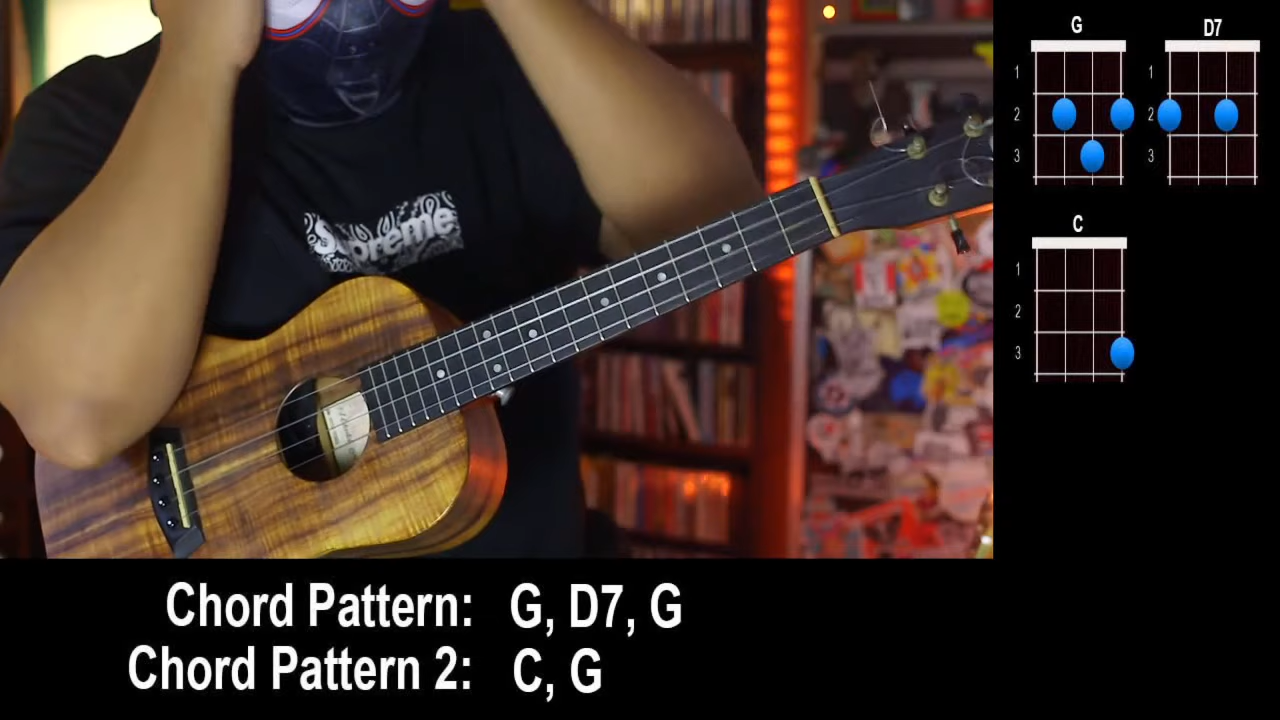 G D7
1 1
2 2
3 3
C
1
2
3
Supreme
Chord Pattern: G, D7, G
Chord Pattern 2: C, G